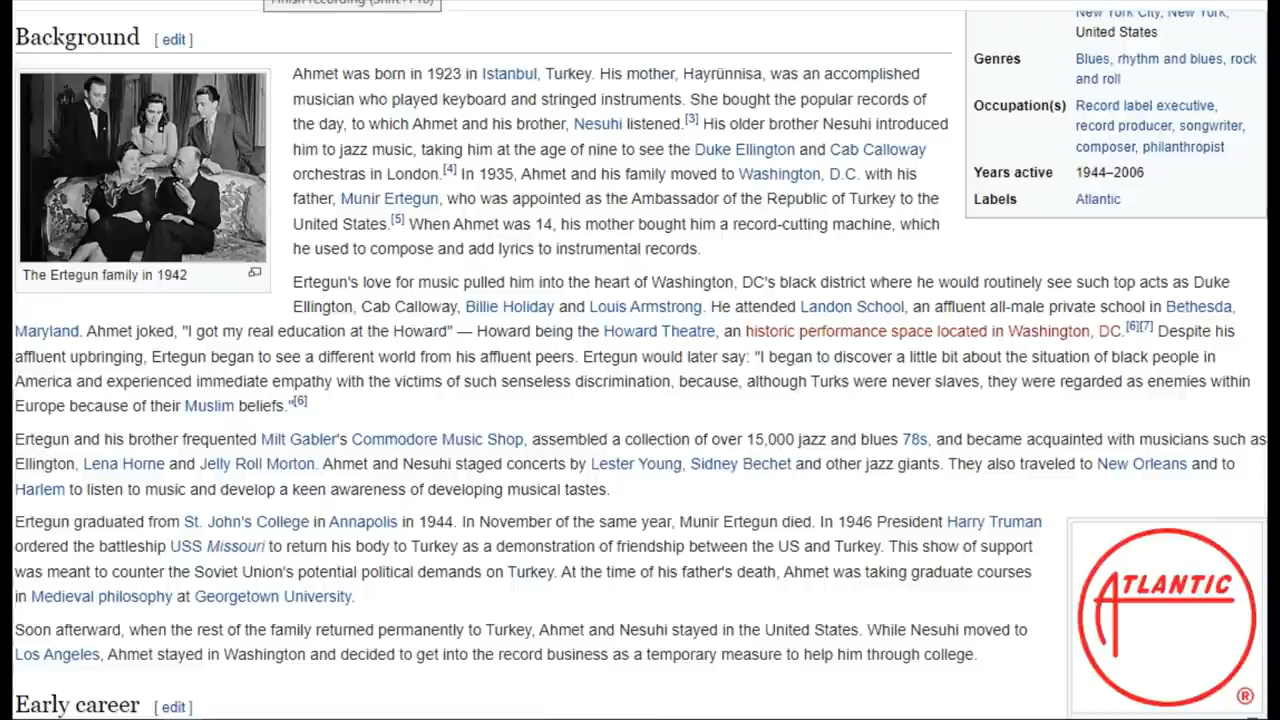 Finish recording (Shift+F10)
Background [ edit ]
New York City, New York,
United States
Genres Blues, rhythm and blues, rock
and roll
Occupation(s) Record label executive,
record producer, songwriter,
composer, philanthropist
Years active 1944–2006
Labels Atlantic
The Ertegun family in 1942
Ahmet was born in 1923 in Istanbul, Turkey. His mother, Hayrünnisa, was an accomplished
musician who played keyboard and stringed instruments. She bought the popular records of
the day, to which Ahmet and his brother, Nesuhi listened.[3] His older brother Nesuhi introduced
him to jazz music, taking him at the age of nine to see the Duke Ellington and Cab Calloway
orchestras in London.[4] In 1935, Ahmet and his family moved to Washington, D.C. with his
father, Munir Ertegun, who was appointed as the Ambassador of the Republic of Turkey to the
United States.[5] When Ahmet was 14, his mother bought him a record-cutting machine, which
he used to compose and add lyrics to instrumental records.
Ertegun's love for music pulled him into the heart of Washington, DC's black district where he would routinely see such top acts as Duke
Ellington, Cab Calloway, Billie Holiday and Louis Armstrong. He attended Landon School, an affluent all-male private school in Bethesda,
Maryland. Ahmet joked, "I got my real education at the Howard" — Howard being the Howard Theatre, an historic performance space located in Washington, DC.[6][7] Despite his
affluent upbringing, Ertegun began to see a different world from his affluent peers. Ertegun would later say: "I began to discover a little bit about the situation of black people in
America and experienced immediate empathy with the victims of such senseless discrimination, because, although Turks were never slaves, they were regarded as enemies within
Europe because of their Muslim beliefs."[6]
Ertegun and his brother frequented Milt Gabler's Commodore Music Shop, assembled a collection of over 15,000 jazz and blues 78s, and became acquainted with musicians such as
Ellington, Lena Horne and Jelly Roll Morton. Ahmet and Nesuhi staged concerts by Lester Young, Sidney Bechet and other jazz giants. They also traveled to New Orleans and to
Harlem to listen to music and develop a keen awareness of developing musical tastes.
Ertegun graduated from St. John's College in Annapolis in 1944. In November of the same year, Munir Ertegun died. In 1946 President Harry Truman
ordered the battleship USS Missouri to return his body to Turkey as a demonstration of friendship between the US and Turkey. This show of support
was meant to counter the Soviet Union's potential political demands on Turkey. At the time of his father's death, Ahmet was taking graduate courses
in Medieval philosophy at Georgetown University.
Soon afterward, when the rest of the family returned permanently to Turkey, Ahmet and Nesuhi stayed in the United States. While Nesuhi moved to
Los Angeles, Ahmet stayed in Washington and decided to get into the record business as a temporary measure to help him through college.
ATLANTIC
®
Early career [ edit ]